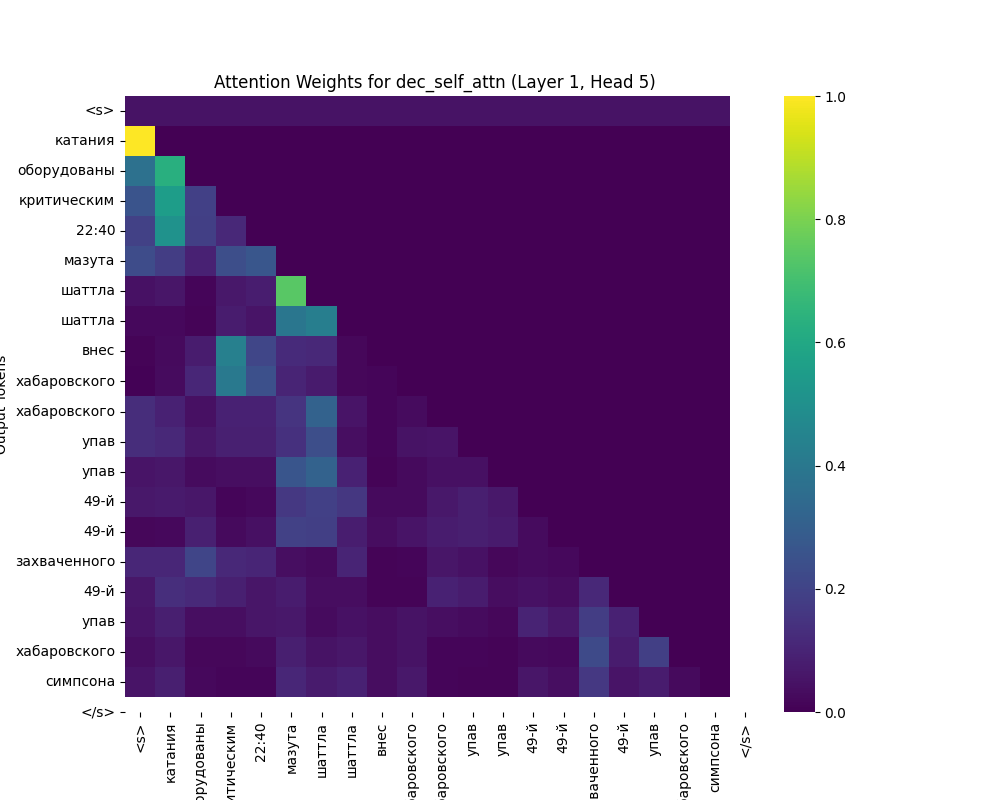 Attention Weights for dec_self_attn (Layer 1, Head 5)
<s>
катания
оборудованы
критическим
22:40
мазута
шаттла
шаттла
внес
хабаровского
хабаровского
упав
упав
49-й
49-й
захваченного
49-й
упав
хабаровского
симпсона
</s>
1.0
0.8
0.6
0.4
0.2
0.0
<s>
катания
22:40
мазута
шаттла
шаттла
внес
упав
упав
49-й
49-й
49-й
упав
симпсона
</s>